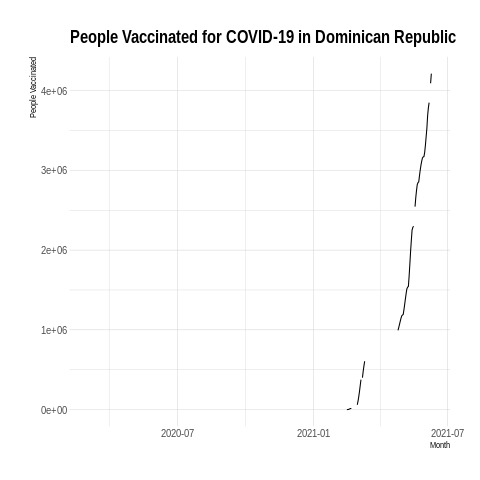 People Vaccinated for COVID-19 in Dominican Republic
People Vaccinated
4e+06
3e+06
2e+06
1e+06
0e+00
2020-07
2021-01
2021-07
Month